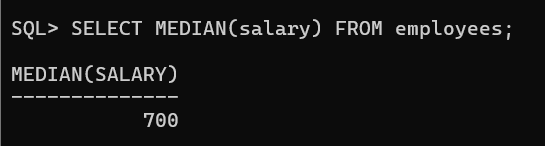 SQL> SELECT MEDIAN(salary) FROM employees;
MEDIAN(SALARY)
--------------
700